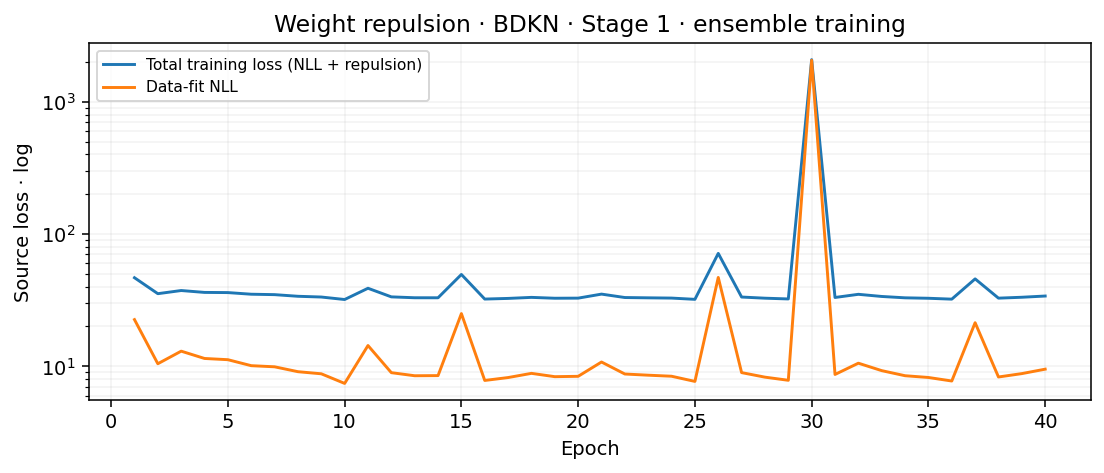 Weight repulsion · BDKN · Stage 1 · ensemble training
Total training loss (NLL + repulsion)
Data-fit NLL
Source loss · log
10³
10²
10¹
0 5 10 15 20 25 30 35 40
Epoch